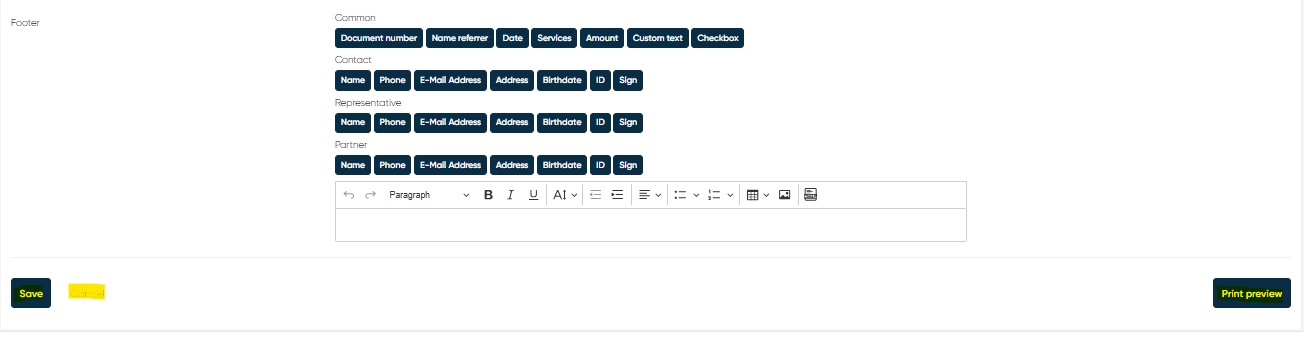 Footer
Common
Document number Name referrer Date Services Amount Custom text Checkbox
Contact
Name Phone E-Mail Address Address Birthdate ID Sign
Representative
Name Phone E-Mail Address Address Birthdate ID Sign
Partner
Name Phone E-Mail Address Address Birthdate ID Sign
Paragraph B I U A
Save Cancel Print preview